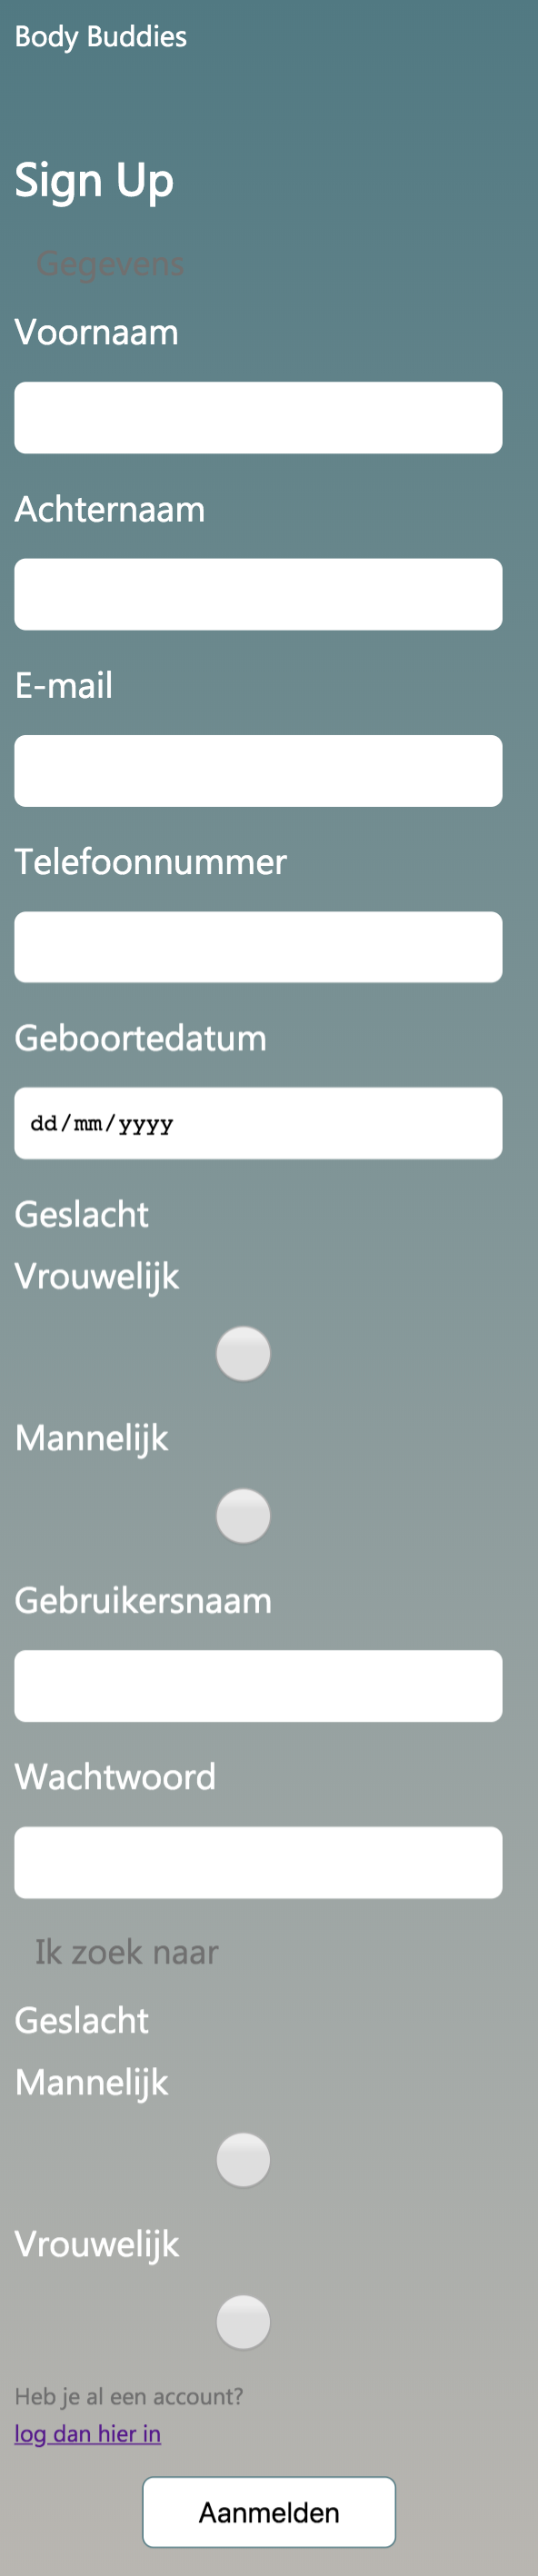 Body Buddies
Sign Up
Gegevens
Voornaam
Achternaam
E-mail
Telefoonnummer
Geboortedatum
dd/mm/yyyy
Geslacht
Vrouwelijk
Mannelijk
Gebruikersnaam
Wachtwoord
Ik zoek naar
Geslacht
Mannelijk
Vrouwelijk
Heb je al een account?
log dan hier in
Aanmelden